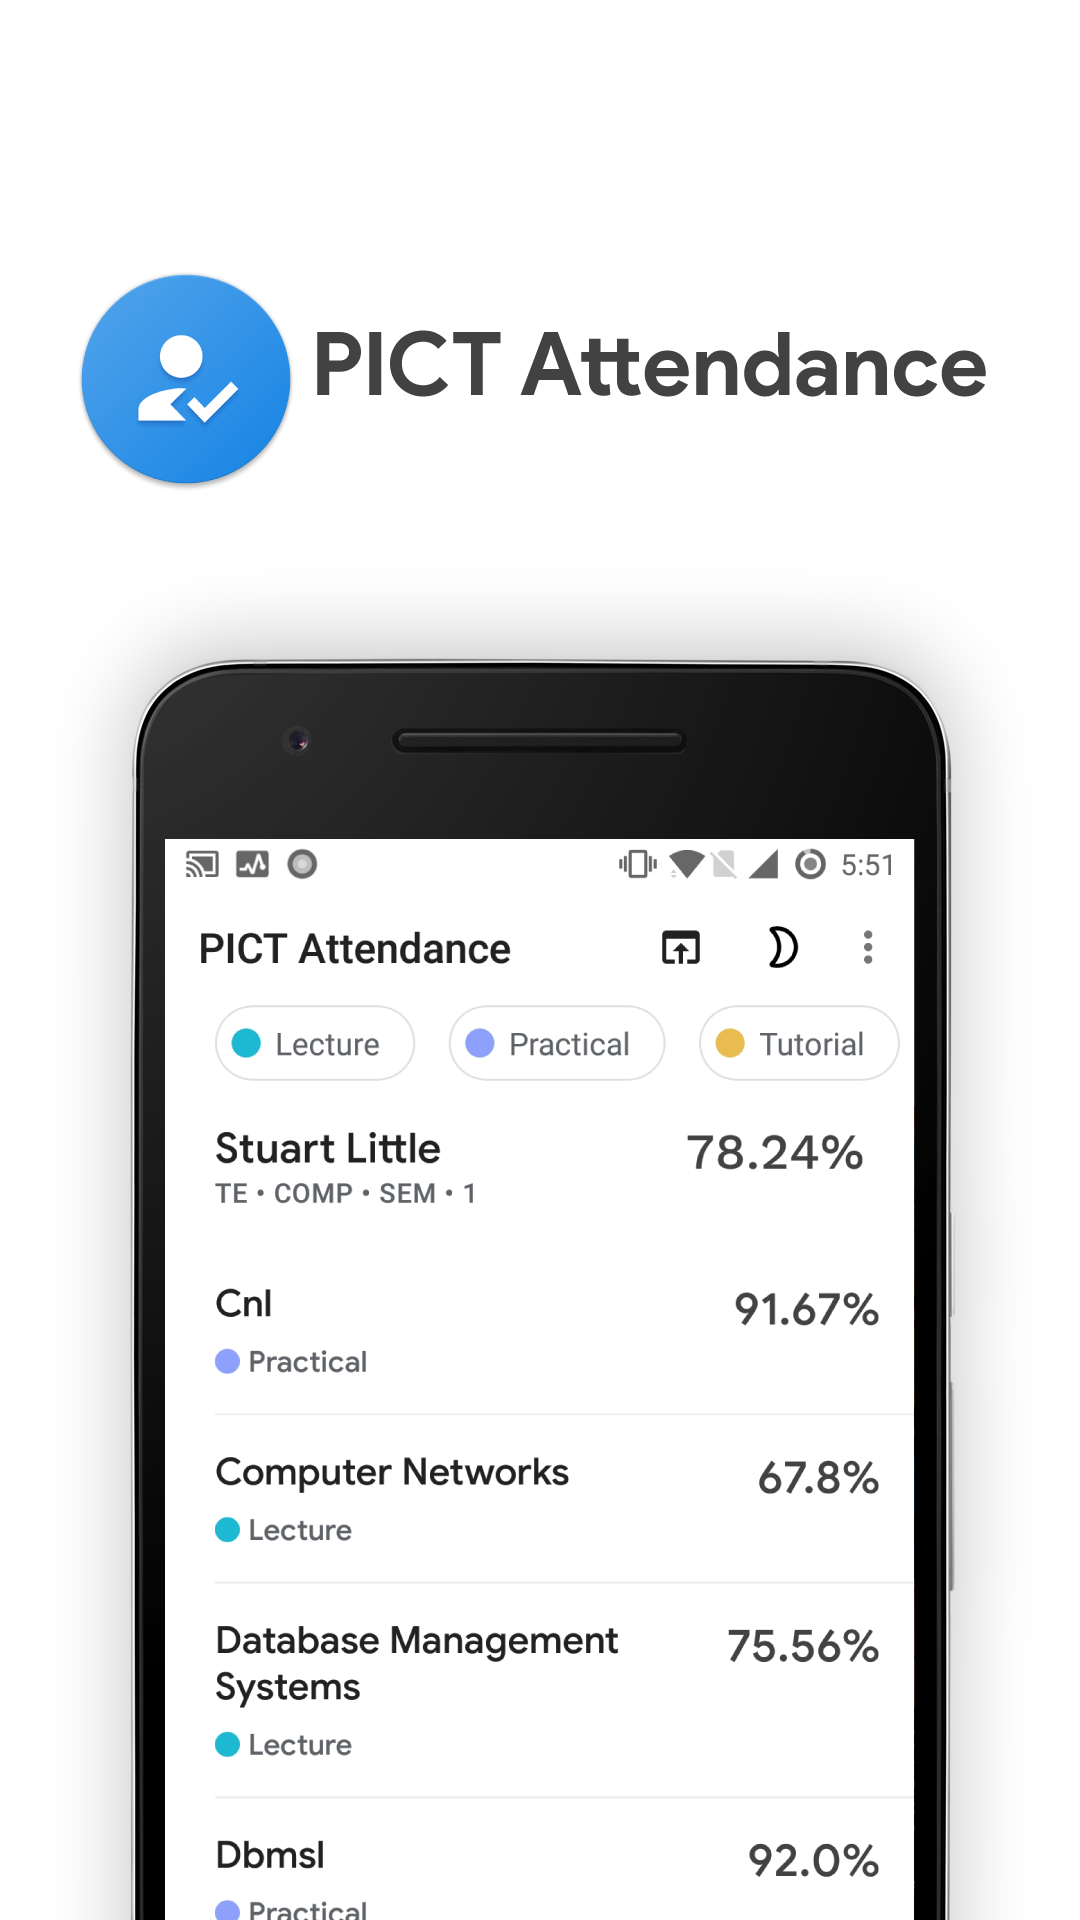 PICT Attendance
5:51
PICT Attendance
Lecture Practical Tutorial
Stuart Little 78.24%
TE • COMP • SEM • 1
Cnl 91.67%
Practical
Computer Networks 67.8%
Lecture
Database Management 75.56%
Systems
Lecture
Dbmsl 92.0%
Practical